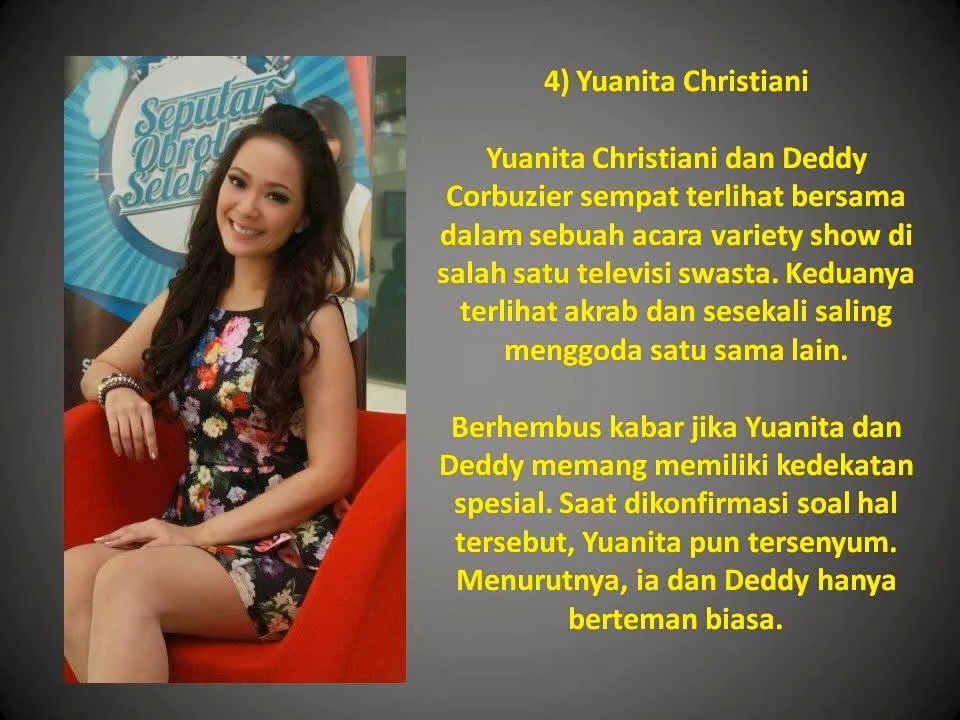 Seputar
4) Yuanita Christiani
Yuanita Christiani dan Deddy
Corbuzier sempat terlihat bersama
dalam sebuah acara variety show di
salah satu televisi swasta. Keduanya
terlihat akrab dan sesekali saling
menggoda satu sama lain.
Berhembus kabar jika Yuanita dan
Deddy memang memiliki kedekatan
spesial. Saat dikonfirmasi soal hal
tersebut, Yuanita pun tersenyum.
Menurutnya, ia dan Deddy hanya
berteman biasa.